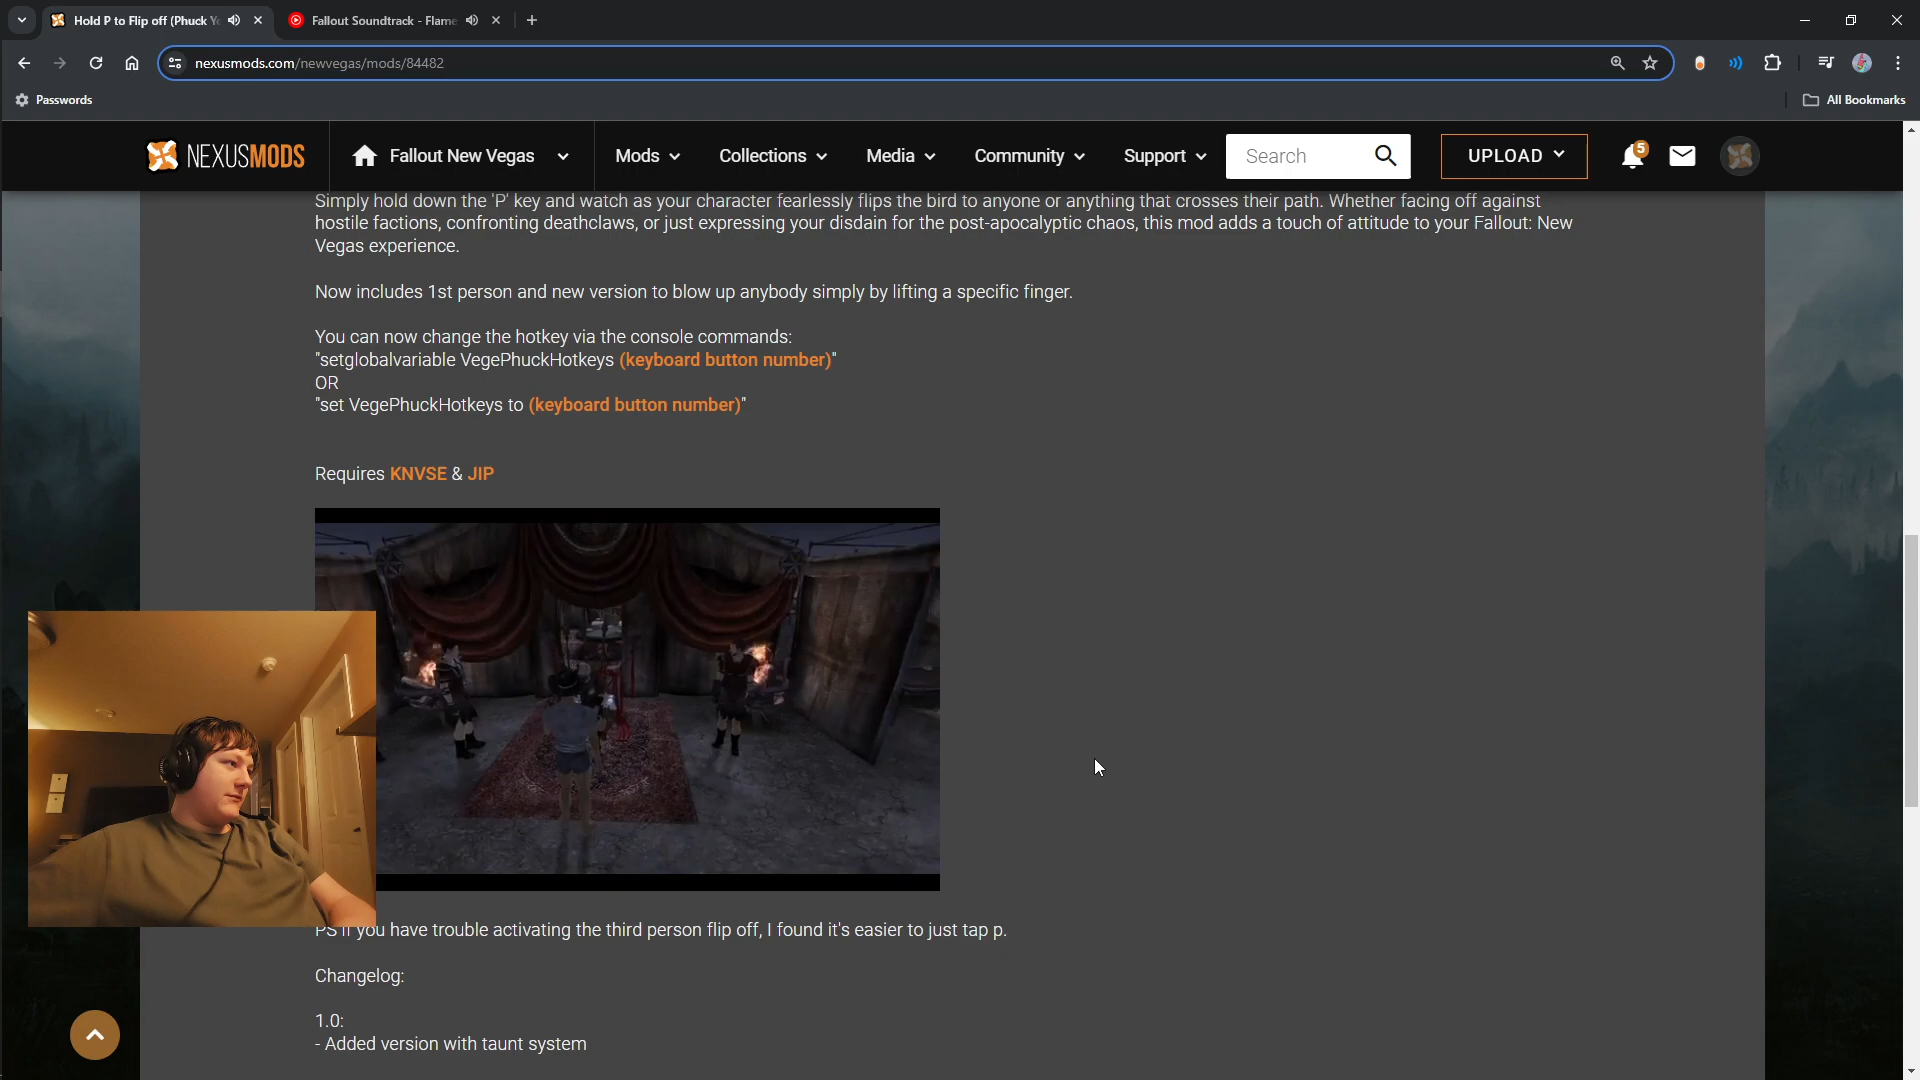 Hold P to Flip off (Phuck Yo
Fallout Soundtrack - Flame
nexusmods.com/newvegas/mods/84482
Passwords
All Bookmarks
NEXUSMODS
Fallout New Vegas
Mods
Collections
Media
Community
Support
Search
UPLOAD
5
Simply hold down the 'P' key and watch as your character fearlessly flips the bird to anyone or anything that crosses their path. Whether facing off against
hostile factions, confronting deathclaws, or just expressing your disdain for the post-apocalyptic chaos, this mod adds a touch of attitude to your Fallout: New
Vegas experience.
Now includes 1st person and new version to blow up anybody simply by lifting a specific finger.
You can now change the hotkey via the console commands:
"setglobalvariable VegePhuckHotkeys (keyboard button number)"
OR
"set VegePhuckHotkeys to (keyboard button number)"
Requires KNVSE & JIP
PS If you have trouble activating the third person flip off, I found it's easier to just tap p.
Changelog:
1.0:
- Added version with taunt system